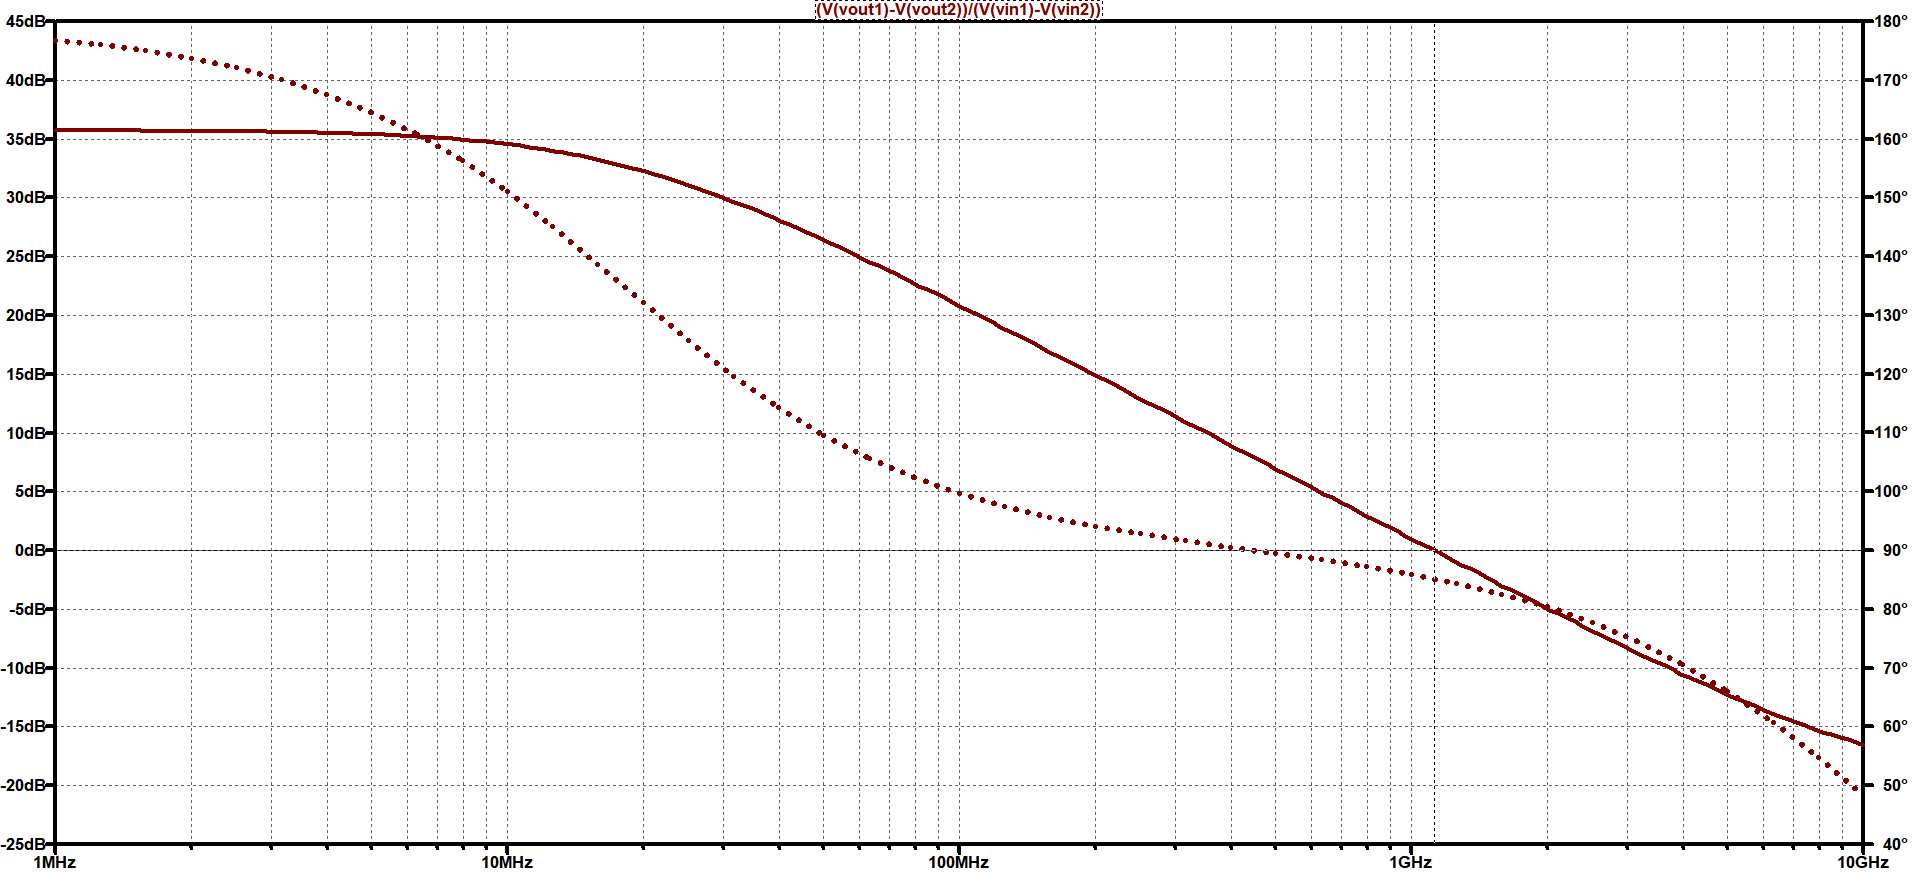 (V(vout1)-V(vout2))/(V(vin1)-V(vin2))
45dB 180°
40dB 170°
35dB 160°
30dB 150°
25dB 140°
20dB 130°
15dB 120°
10dB 110°
5dB 100°
0dB 90°
-5dB 80°
-10dB 70°
-15dB 60°
-20dB 50°
-25dB 40°
1MHz 10MHz 100MHz 1GHz 10GHz